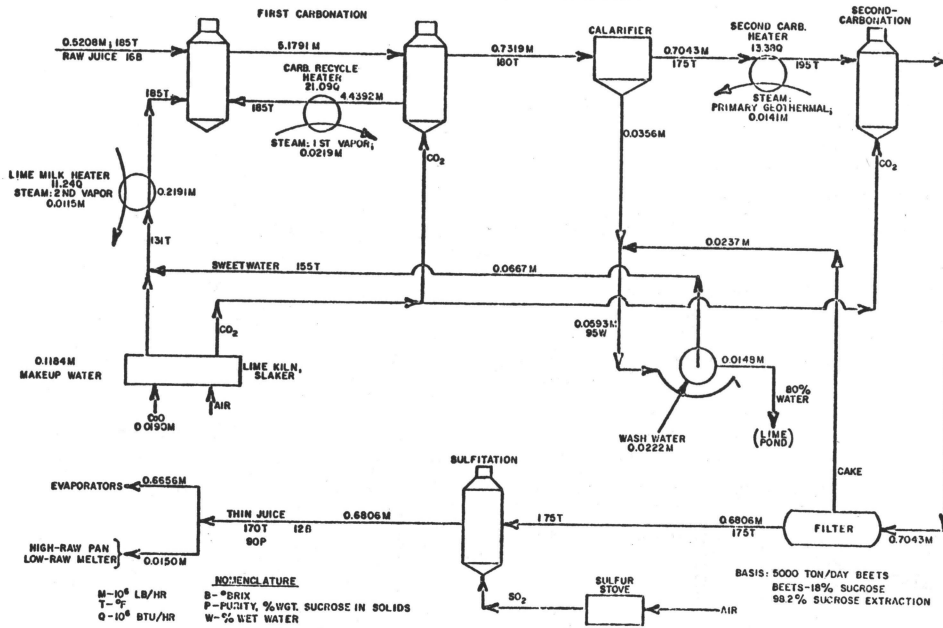 FIRST CARBONATION
SECOND-
CARBONATION
0.5208M; 185T
RAW JUICE 16B
5.1791 M
0.7319M
180T
CALARIFIER
0.7043M
175T
SECOND CARB.
HEATER
13.38Q
195T
CARB. RECYCLE
HEATER
21.09Q
4.4392M
185T
185T
STEAM: 1ST VAPOR;
0.0219M
STEAM:
PRIMARY GEOTHERMAL;
0.0141M
LIME MILK HEATER
11.24Q
STEAM: 2ND VAPOR
0.0115M
0.2191M
CO2
0.0356M
CO2
131T
0.0237M
SWEETWATER 155T
0.0667M
CO2
0.0593M
95W
0.1184M
MAKEUP WATER
LIME KILN,
SLAKER
0.0148M
80%
WATER
CaO
0.0190M
AIR
WASH WATER
0.0222M
(LIME
POND)
SULFITATION
CAKE
0.6656M
EVAPORATORS
THIN JUICE
170T 12B
90P
0.6806M
175T
0.6806M
175T
FILTER
0.7043M
HIGH-RAW PAN
LOW-RAW MELTER
0.0150M
NOMENCLATURE
M-10⁶ LB/HR
T-°F
Q-10⁶ BTU/HR
B-°BRIX
P-PURITY, %WGT. SUCROSE IN SOLIDS
W-% WET WATER
SO2
SULFUR
STOVE
AIR
BASIS: 5000 TON/DAY BEETS
BEETS-18% SUCROSE
98.2% SUCROSE EXTRACTION